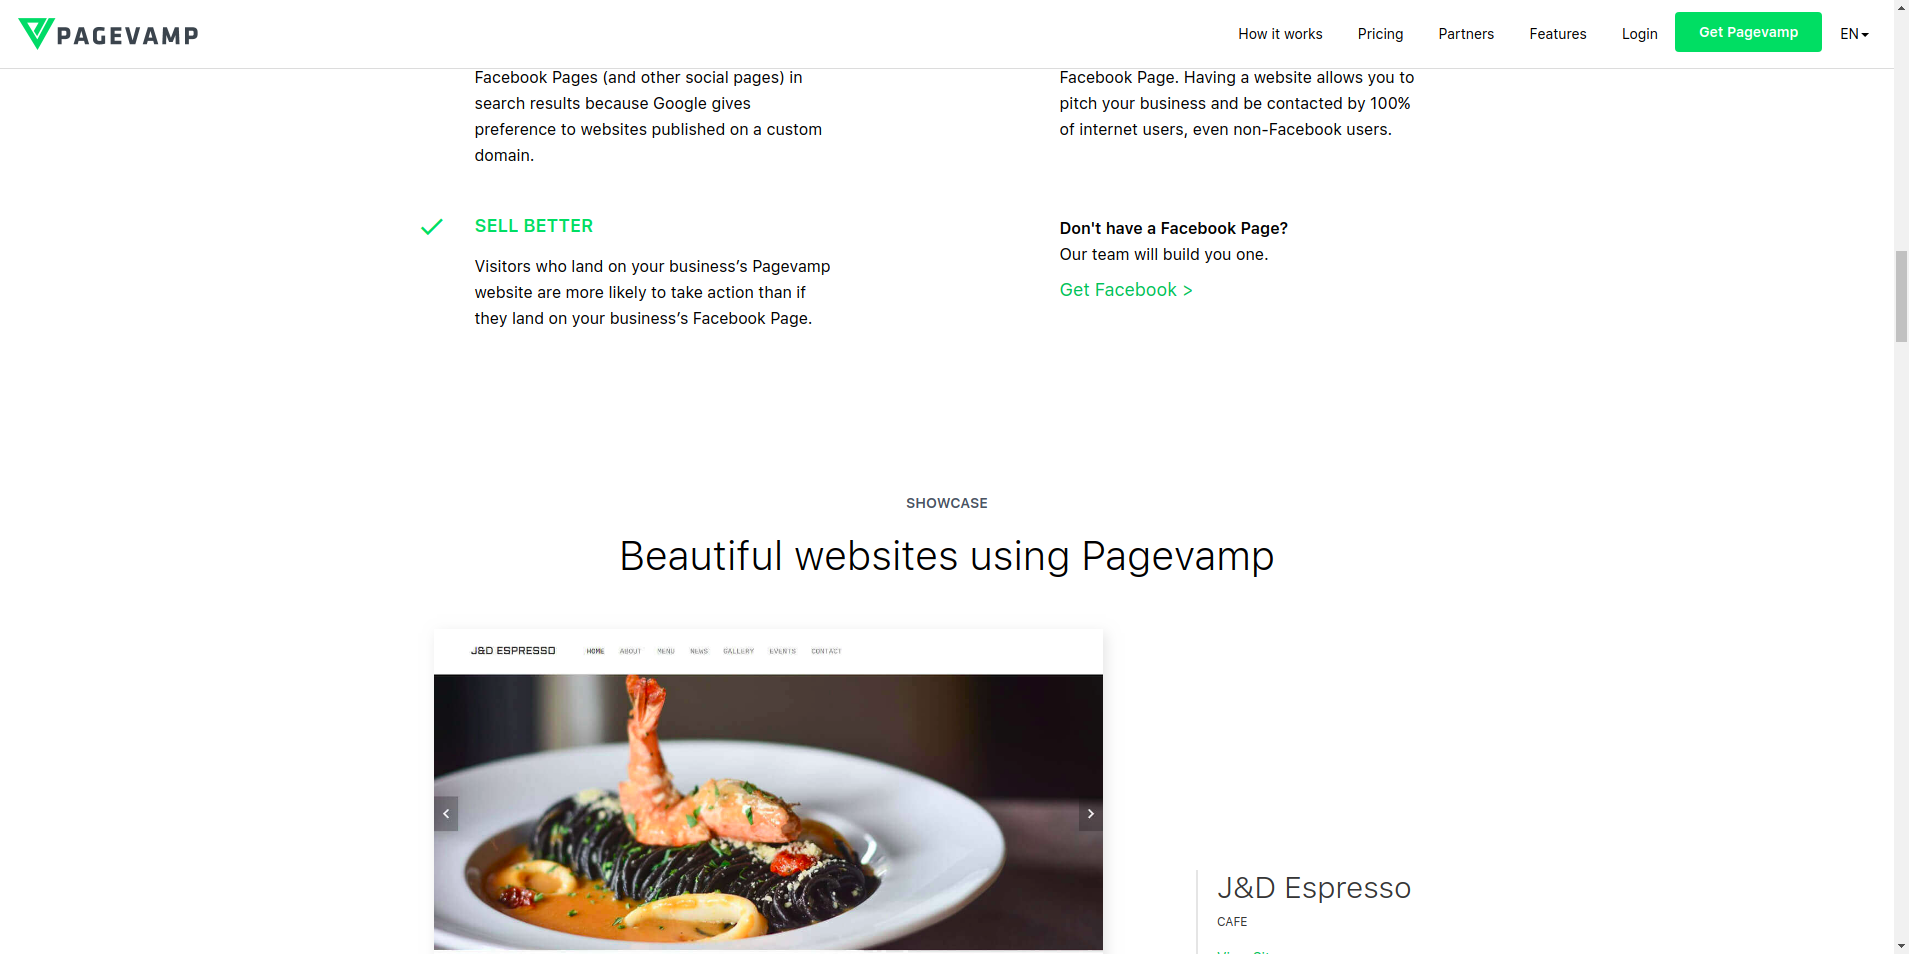 PAGEVAMP
How it works
Pricing
Partners
Features
Login
Get Pagevamp
EN
Facebook Pages (and other social pages) in
search results because Google gives
preference to websites published on a custom
domain.
Facebook Page. Having a website allows you to
pitch your business and be contacted by 100%
of internet users, even non-Facebook users.
SELL BETTER
Visitors who land on your business’s Pagevamp
website are more likely to take action than if
they land on your business’s Facebook Page.
Don't have a Facebook Page?
Our team will build you one.
Get Facebook >
SHOWCASE
Beautiful websites using Pagevamp
J&D ESPRESSO
HOME
ABOUT
MENU
NEWS
GALLERY
EVENTS
CONTACT
J&D Espresso
CAFE